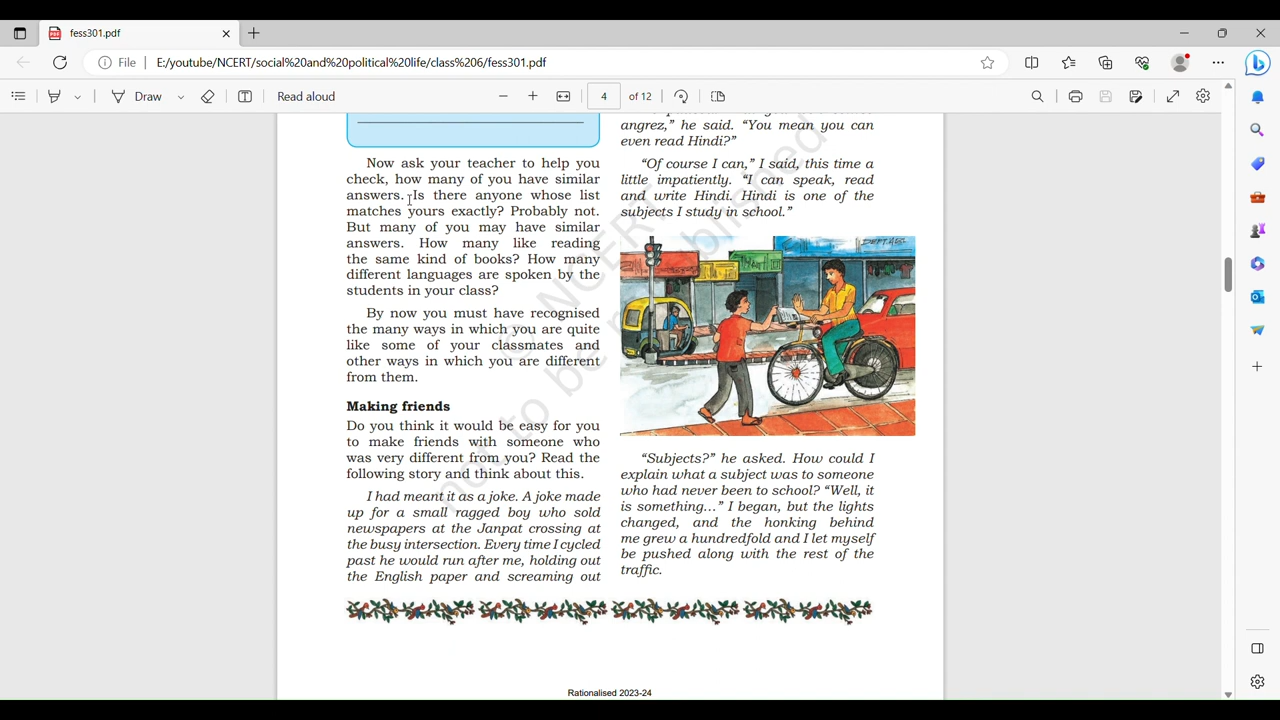 fess301.pdf
File
E:/youtube/NCERT/social%20and%20political%20life/class%206/fess301.pdf
Draw
Read aloud
4
of 12
angrez,” he said. “You mean you can
even read Hindi?”
Now ask your teacher to help you
check, how many of you have similar
answers. Is there anyone whose list
matches yours exactly? Probably not.
But many of you may have similar
answers. How many like reading
the same kind of books? How many
different languages are spoken by the
students in your class?
By now you must have recognised
the many ways in which you are quite
like some of your classmates and
other ways in which you are different
from them.
Making friends
Do you think it would be easy for you
to make friends with someone who
was very different from you? Read the
following story and think about this.
I had meant it as a joke. A joke made
up for a small ragged boy who sold
newspapers at the Janpat crossing at
the busy intersection. Every time I cycled
past he would run after me, holding out
the English paper and screaming out
“Of course I can,” I said, this time a
little impatiently. “I can speak, read
and write Hindi. Hindi is one of the
subjects I study in school.”
“Subjects?” he asked. How could I
explain what a subject was to someone
who had never been to school? “Well, it
is something...” I began, but the lights
changed, and the honking behind
me grew a hundredfold and I let myself
be pushed along with the rest of the
traffic.
© NCERT
not to be republished
Rationalised 2023-24